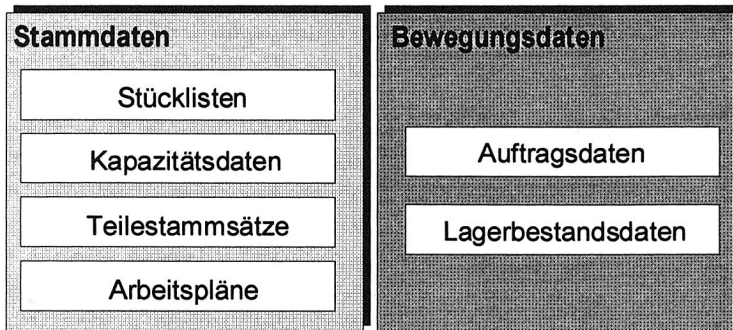 Stammdaten
Stücklisten
Kapazitätsdaten
Teilestammsätze
Arbeitspläne
Bewegungsdaten
Auftragsdaten
Lagerbestandsdaten